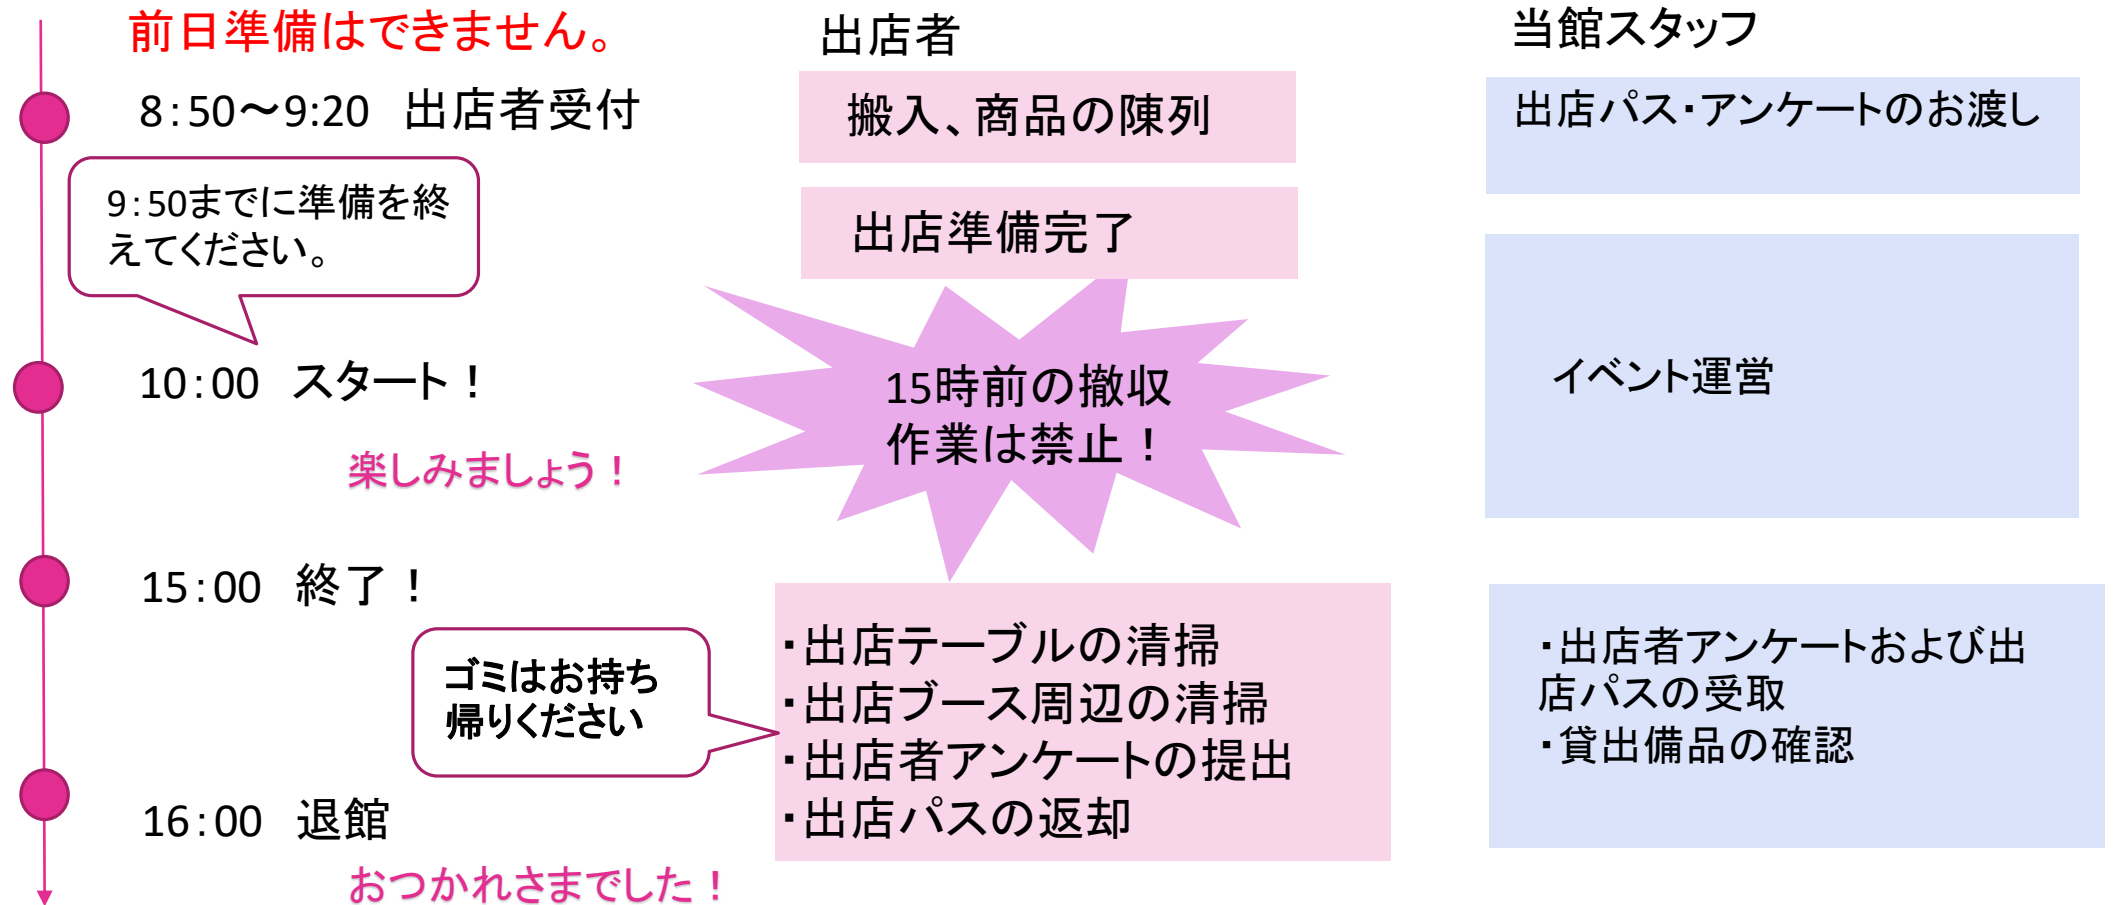 前日準備はできません。
出店者
当館スタッフ
8:50～9:20　出店者受付
搬入、商品の陳列
出店パス・アンケートのお渡し
9:50までに準備を終
えてください。
出店準備完了
10:00　スタート！
15時前の撤収
作業は禁止！
イベント運営
楽しみましょう！
15:00　終了！
ゴミはお持ち
帰りください
・出店テーブルの清掃
・出店ブース周辺の清掃
・出店者アンケートの提出
・出店パスの返却
・出店者アンケートおよび出
店パスの受取
・貸出備品の確認
16:00　退館
おつかれさまでした！